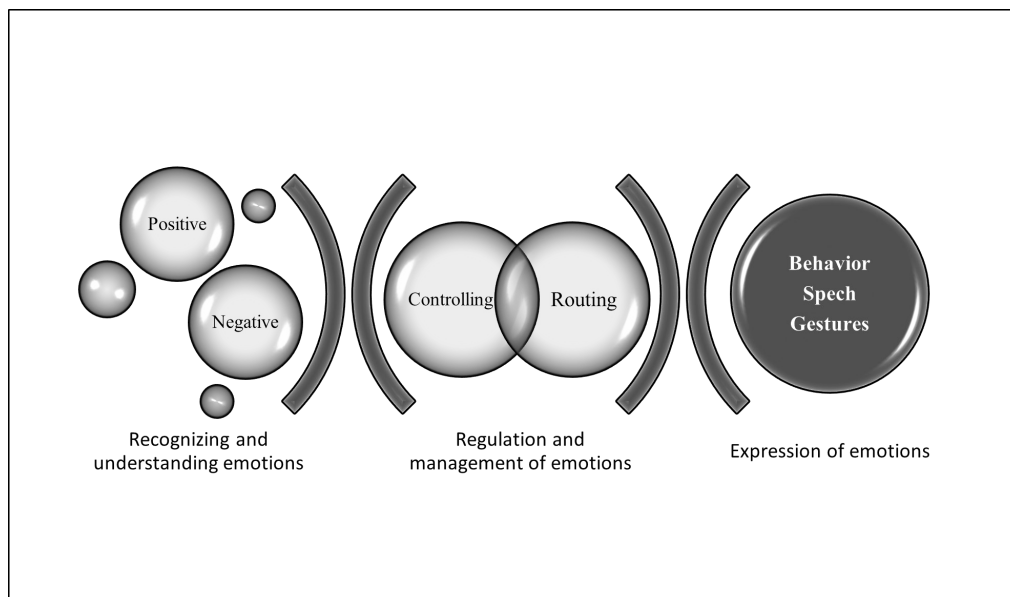 Positive
Negative
Recognizing and
understanding emotions
Controlling
Routing
Regulation and
management of emotions
Behavior
Spech
Gestures
Expression of emotions